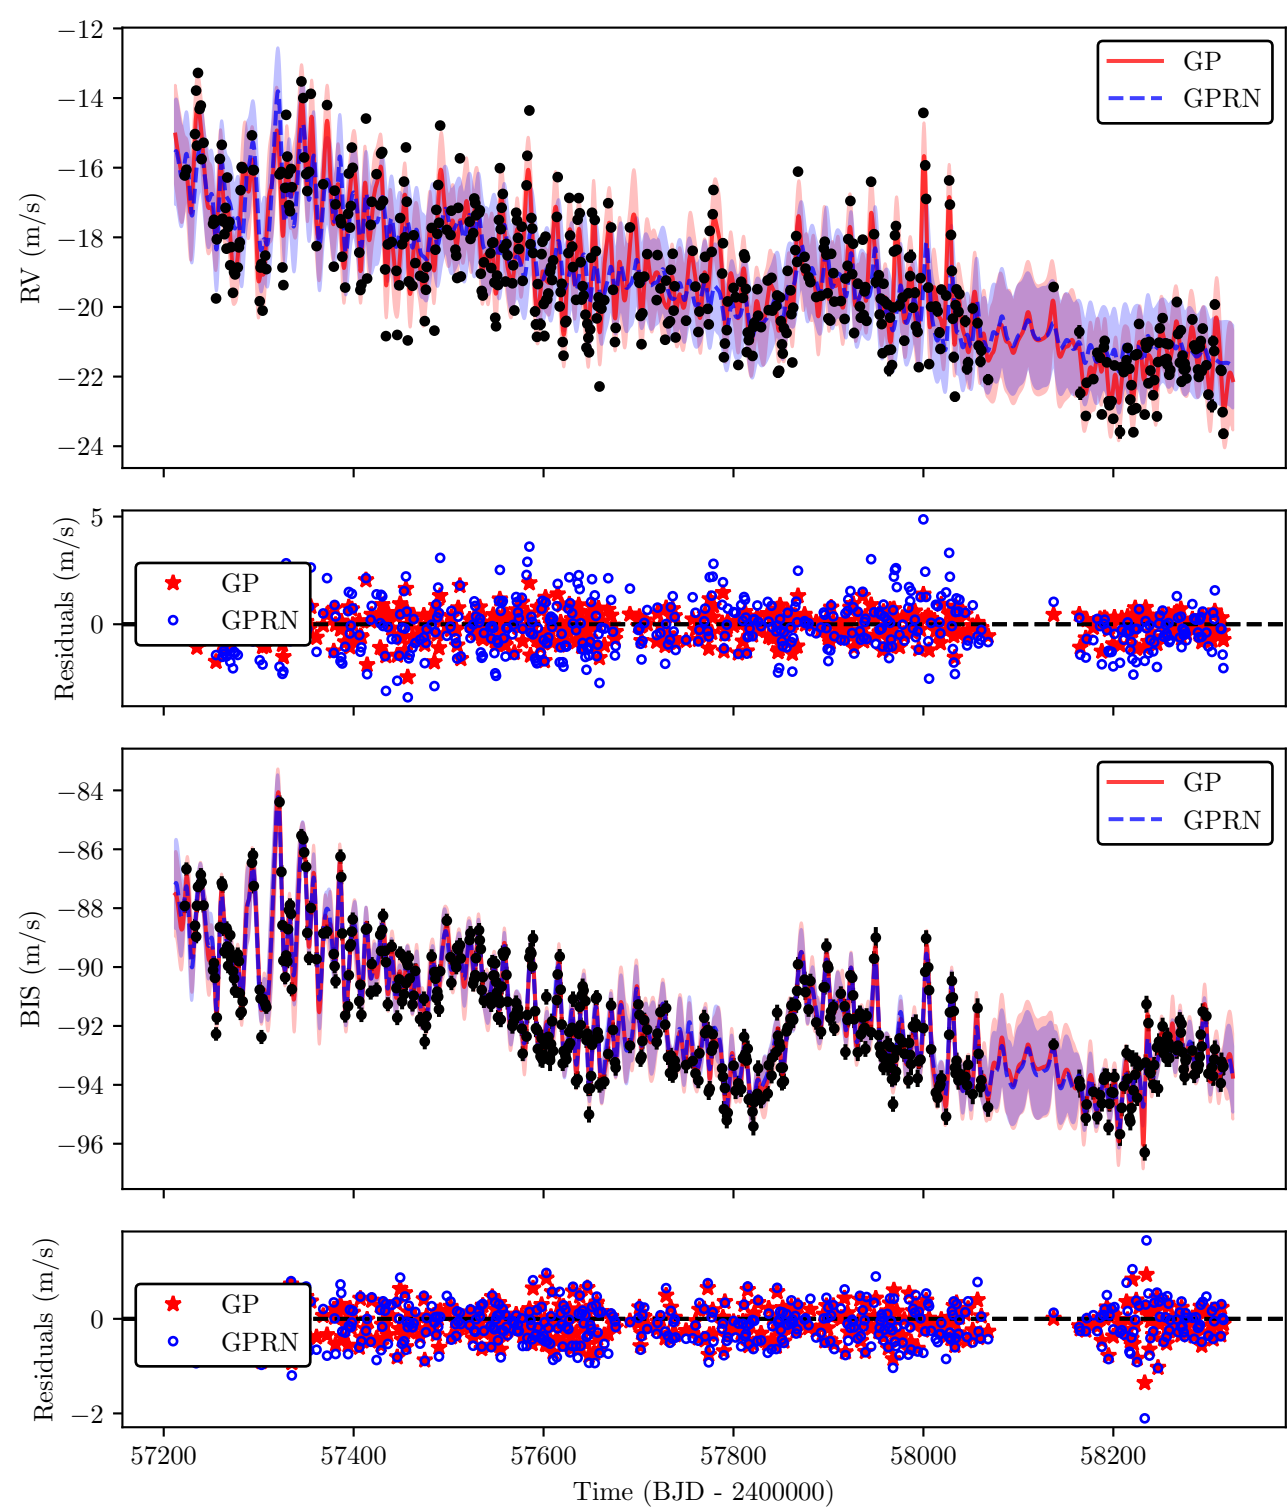 RV (m/s)
−12
−14
−16
−18
−20
−22
−24
GP
GPRN
Residuals (m/s)
5
0
GP
GPRN
BIS (m/s)
−84
−86
−88
−90
−92
−94
−96
GP
GPRN
Residuals (m/s)
0
−2
GP
GPRN
57200 57400 57600 57800 58000 58200
Time (BJD - 2400000)